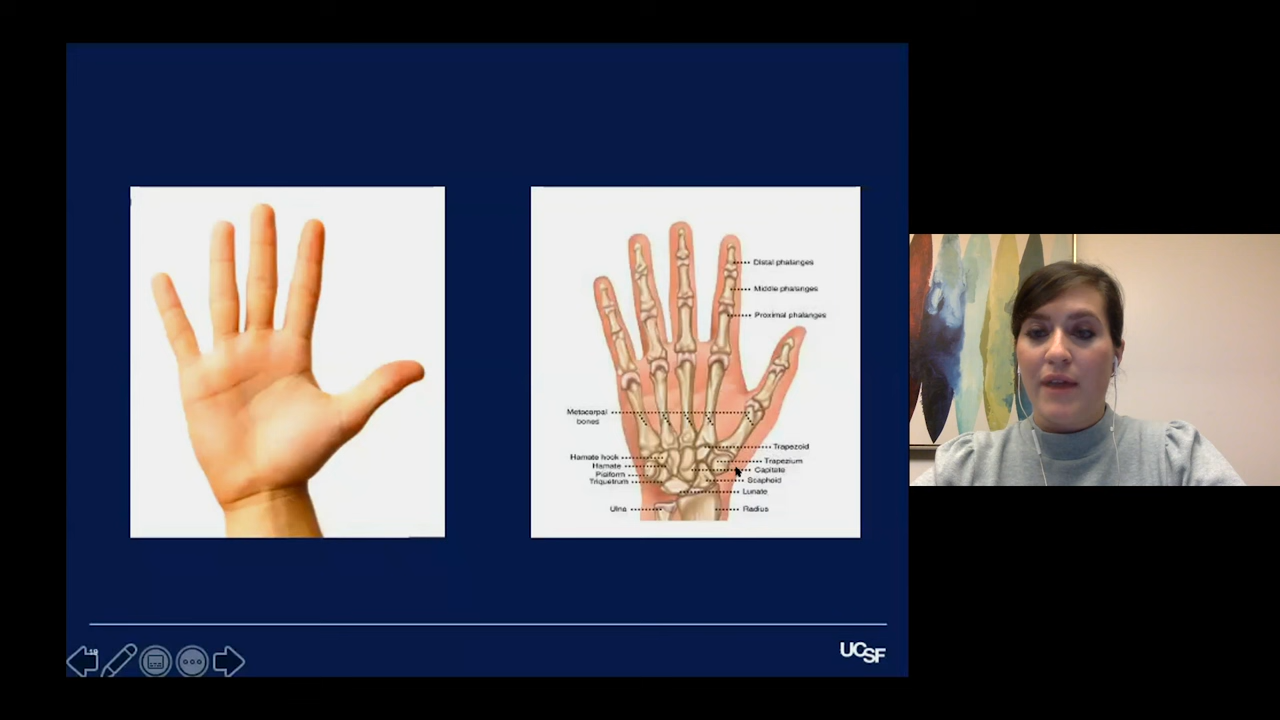 Distal phalanges
Middle phalanges
Proximal phalanges
Metacarpal
bones
Trapezoid
Hamate hook
Trapezium
Hamate
Capitate
Pisiform
Scaphoid
Triquetrum
Lunate
Ulna
Radius
19
UCSF